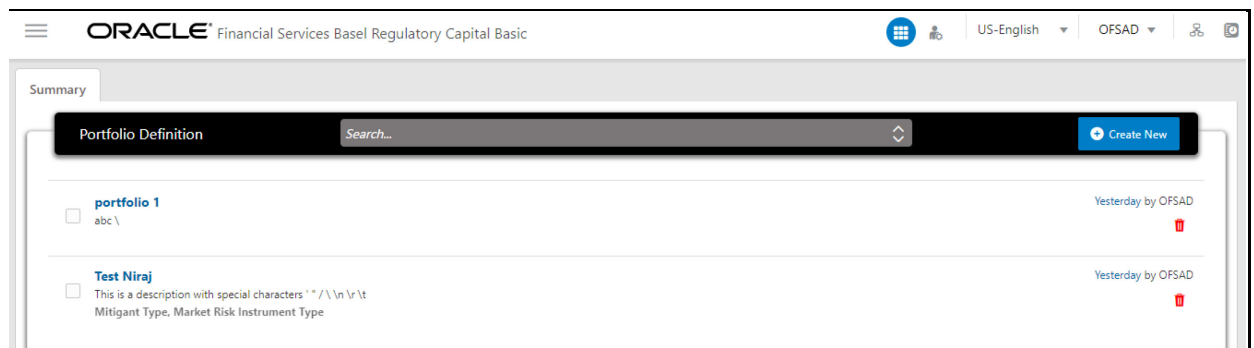 ORACLE® Financial Services Basel Regulatory Capital Basic
US-English
OFSAD
Summary
Portfolio Definition
Search...
Create New
portfolio 1
Yesterday by OFSAD
abc \
Test Niraj
Yesterday by OFSAD
This is a description with special characters ' " / \ \n \r \t
Mitigant Type, Market Risk Instrument Type